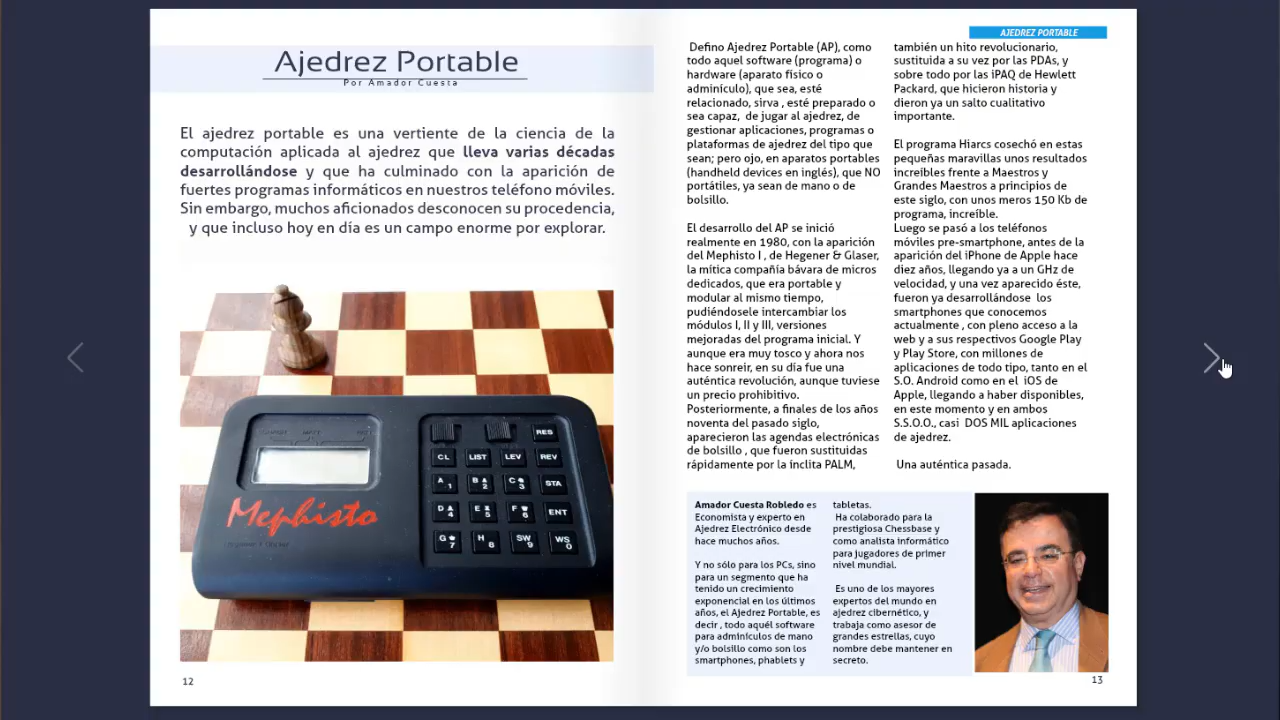 Ajedrez Portable
Por Amador Cuesta
El ajedrez portable es una vertiente de la ciencia de la
computación aplicada al ajedrez que lleva varias décadas
desarrollándose y que ha culminado con la aparición de
fuertes programas informáticos en nuestros teléfono móviles.
Sin embargo, muchos aficionados desconocen su procedencia,
y que incluso hoy en día es un campo enorme por explorar.
RES
CL LIST LEV REV
A 1 B 2 C 3 STA
D 4 E 5 F 6 ENT
G 7 H 8 SW 9 WS 0
Mephisto
12
AJEDREZ PORTABLE
Defino Ajedrez Portable (AP), como
todo aquel software (programa) o
hardware (aparato físico o
adminículo), que sea, esté
relacionado, sirva , esté preparado o
sea capaz, de jugar al ajedrez, de
gestionar aplicaciones, programas o
plataformas de ajedrez del tipo que
sean; pero ojo, en aparatos portables
(handheld devices en inglés), que NO
portátiles, ya sean de mano o de
bolsillo.
El desarrollo del AP se inició
realmente en 1980, con la aparición
del Mephisto I , de Hegener & Glaser,
la mítica compañía bávara de micros
dedicados, que era portable y
modular al mismo tiempo,
pudiéndosele intercambiar los
módulos I, II y III, versiones
mejoradas del programa inicial. Y
aunque era muy tosco y ahora nos
hace sonreir, en su día fue una
auténtica revolución, aunque tuviese
un precio prohibitivo.
Posteriormente, a finales de los años
noventa del pasado siglo,
aparecieron las agendas electrónicas
de bolsillo , que fueron sustituidas
rápidamente por la ínclita PALM,
también un hito revolucionario,
sustituida a su vez por las PDAs, y
sobre todo por las iPAQ de Hewlett
Packard, que hicieron historia y
dieron ya un salto cualitativo
importante.
El programa Hiarcs cosechó en estas
pequeñas maravillas unos resultados
increíbles frente a Maestros y
Grandes Maestros a principios de
este siglo, con unos meros 150 Kb de
programa, increíble.
Luego se pasó a los teléfonos
móviles pre-smartphone, antes de la
aparición del iPhone de Apple hace
diez años, llegando ya a un GHz de
velocidad, y una vez aparecido éste,
fueron ya desarrollándose los
smartphones que conocemos
actualmente , con pleno acceso a la
web y a sus respectivos Google Play
y Play Store, con millones de
aplicaciones de todo tipo, tanto en el
S.O. Android como en el iOS de
Apple, llegando a haber disponibles,
en este momento y en ambos
S.S.O.O., casi DOS MIL aplicaciones
de ajedrez.
Una auténtica pasada.
Amador Cuesta Robledo es
Economista y experto en
Ajedrez Electrónico desde
hace muchos años.
Y no sólo para los PCs, sino
para un segmento que ha
tenido un crecimiento
exponencial en los últimos
años, el Ajedrez Portable, es
decir , todo aquél software
para adminículos de mano
y/o bolsillo como son los
smartphones, phablets y
tabletas.
Ha colaborado para la
prestigiosa Chessbase y
como analista informático
para jugadores de primer
nivel mundial.
Es uno de los mayores
expertos del mundo en
ajedrez cibernético, y
trabaja como asesor de
grandes estrellas, cuyo
nombre debe mantener en
secreto.
13